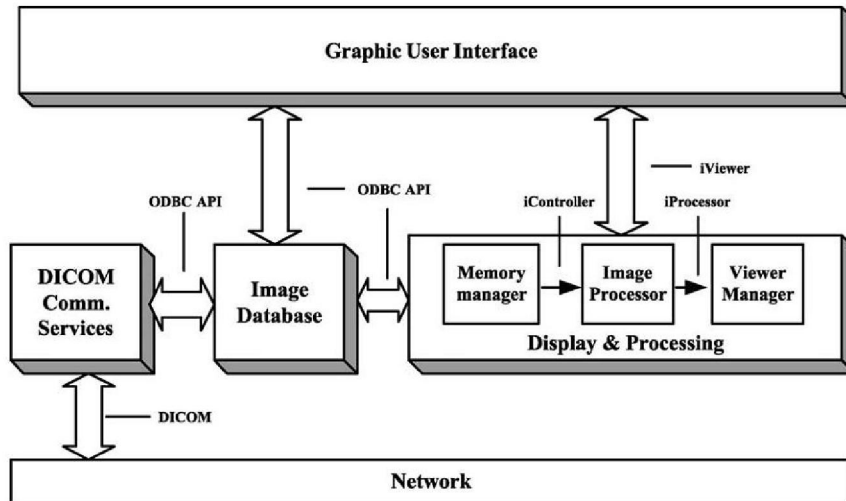 Graphic User Interface
iViewer
ODBC API
ODBC API
iController
iProcessor
DICOM
Comm.
Services
Image
Database
Memory
manager
Image
Processor
Viewer
Manager
Display & Processing
DICOM
Network